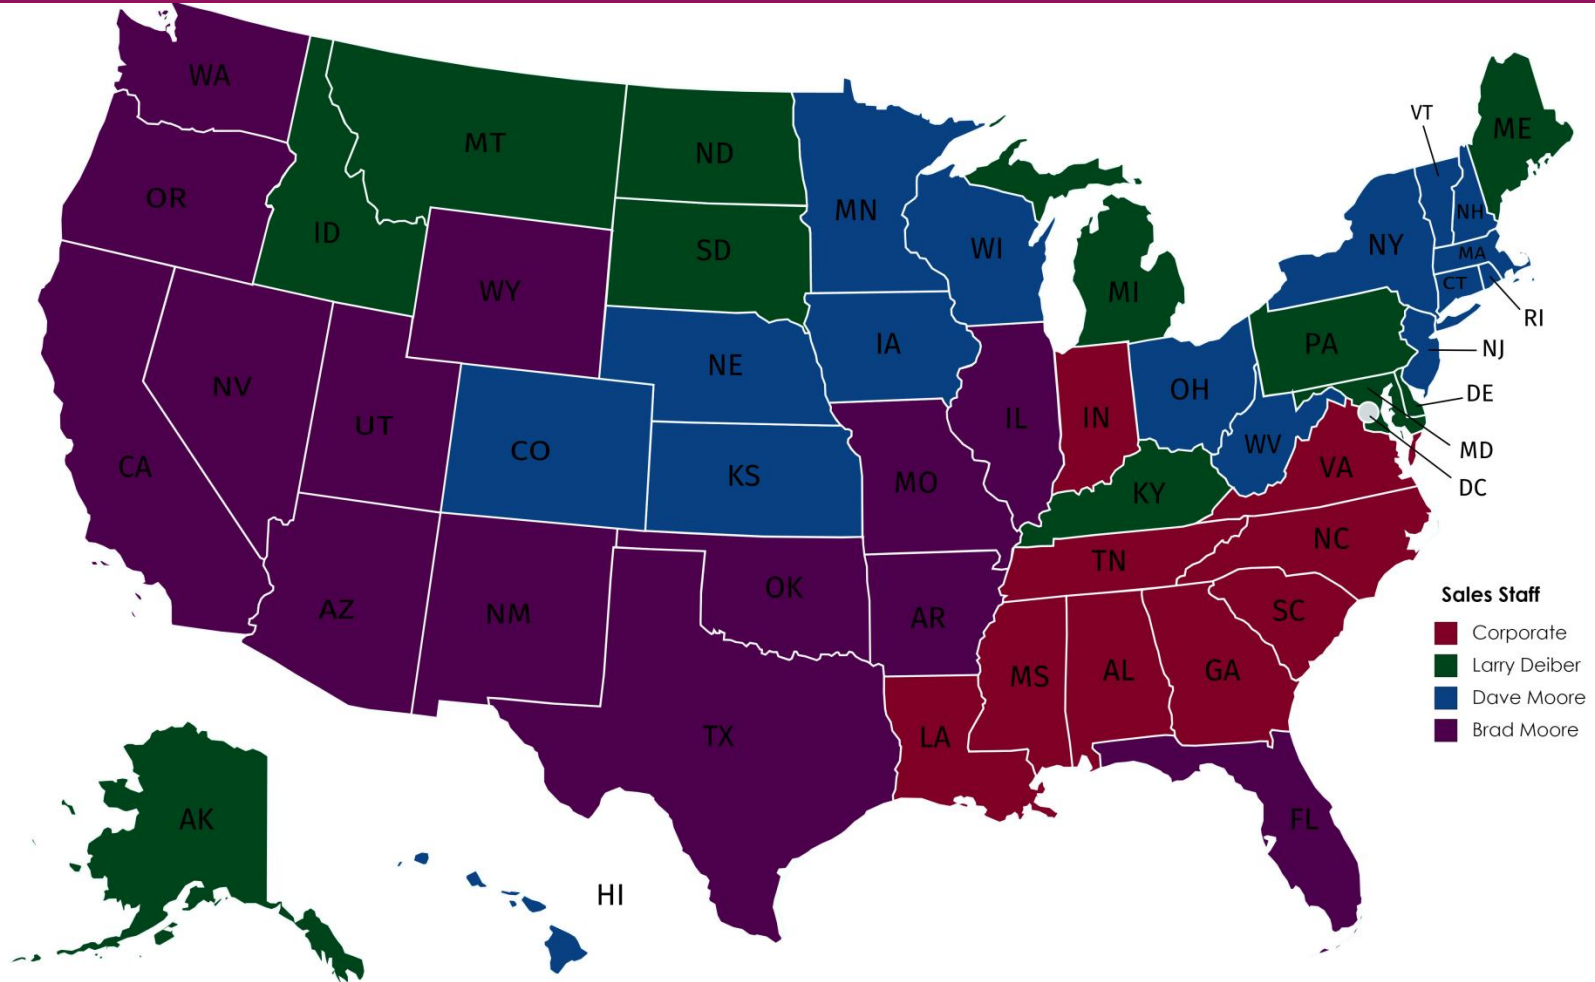 WA
MT
ND
VT
ME
OR
ID
MN
NH
SD
WI
NY
MA
WY
MI
CT
RI
IA
PA
NJ
NE
NV
OH
DE
UT
IL
IN
CO
WV
MD
CA
KS
MO
KY
VA
DC
NC
TN
OK
AZ
NM
AR
SC
Sales Staff
Corporate
MS
AL
GA
Larry Deiber
Dave Moore
TX
LA
Brad Moore
AK
FL
HI